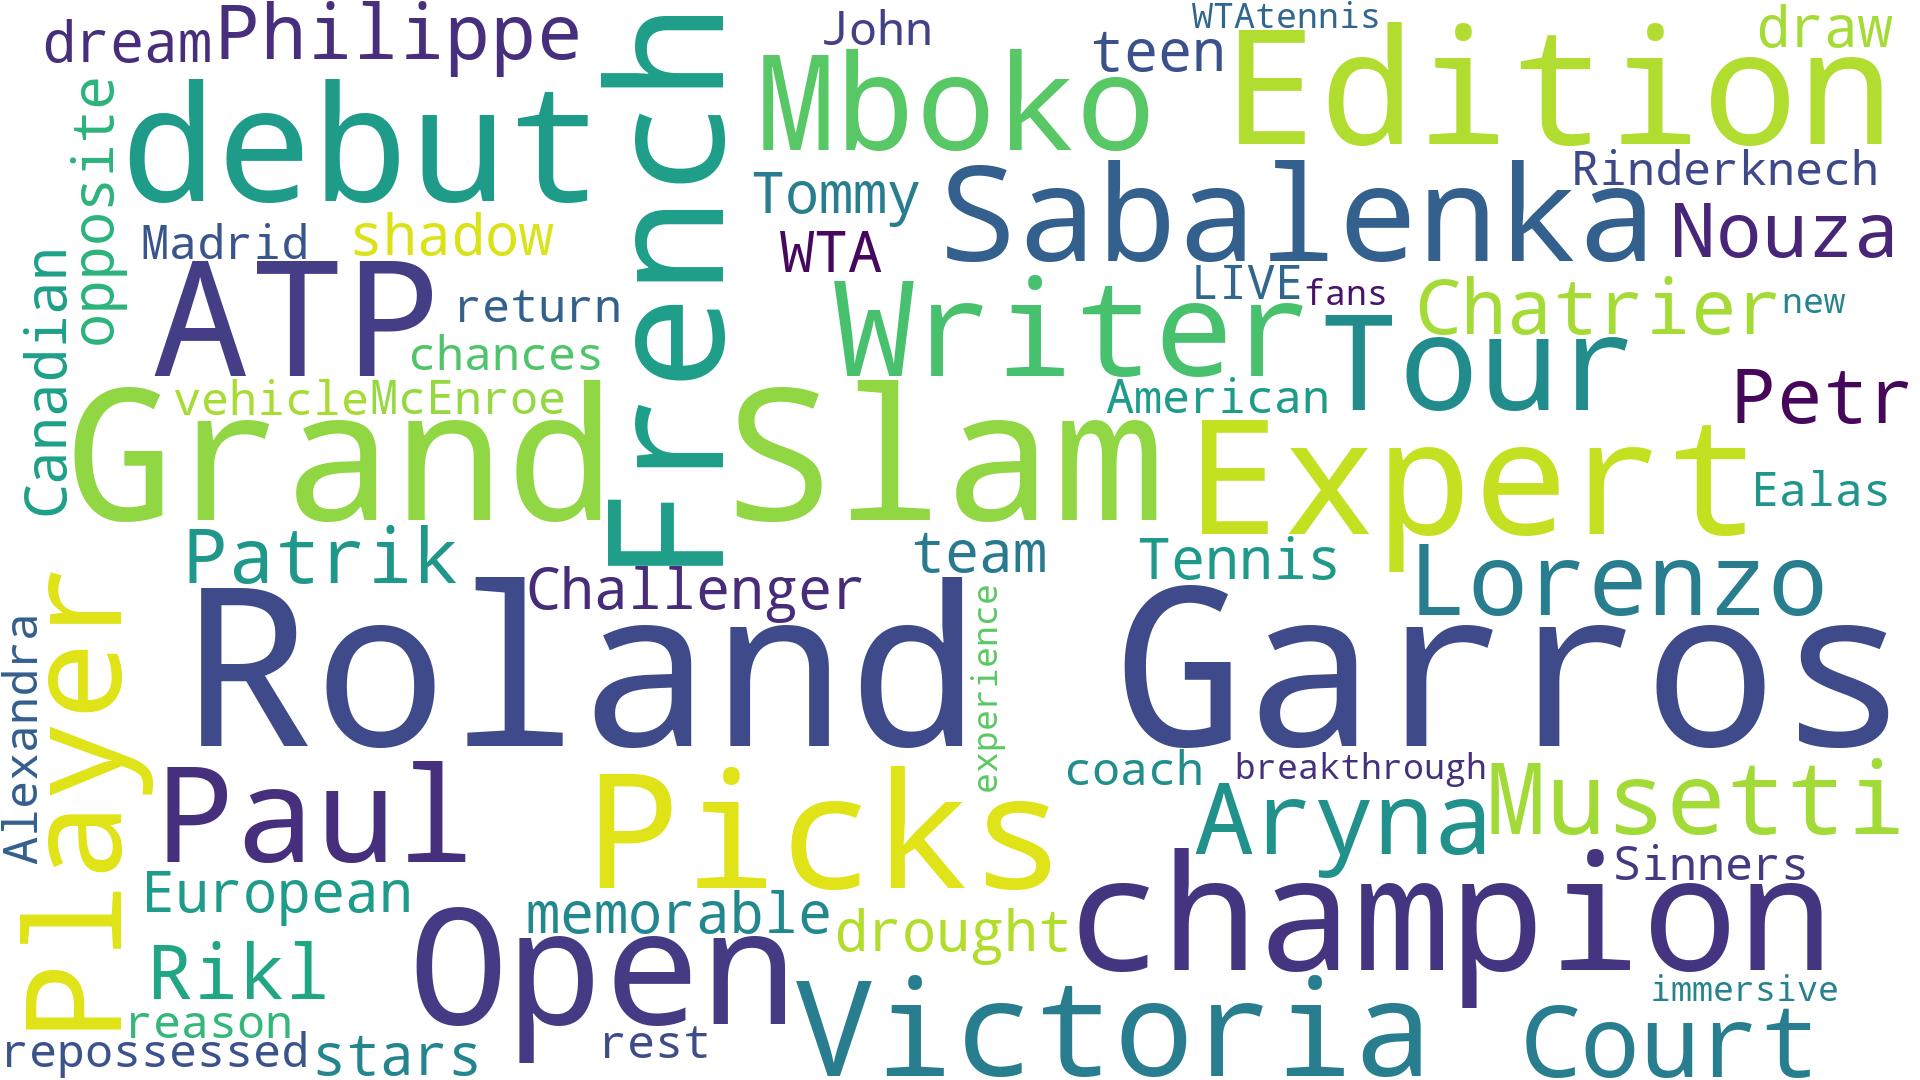 dream
Philippe
John
WTAtennis
teen
draw
debut
French
Mboko
Edition
opposite
Tommy
Sabalenka
Rinderknech
Nouza
Madrid
shadow
WTA
ATP
return
Writer
LIVE
fans
Chatrier
new
Canadian
chances
Tour
vehicle
McEnroe
American
Petr
Grand Slam
Expert
Ealas
Patrik
Challenger
team
Tennis
Lorenzo
Player
Alexandra
Roland Garros
experience
Paul
Picks
coach
breakthrough
Aryna
Musetti
European
memorable
drought
champion
Sinners
Rikl
Open
reason
rest
Victoria
immersive
Court
repossessed
stars